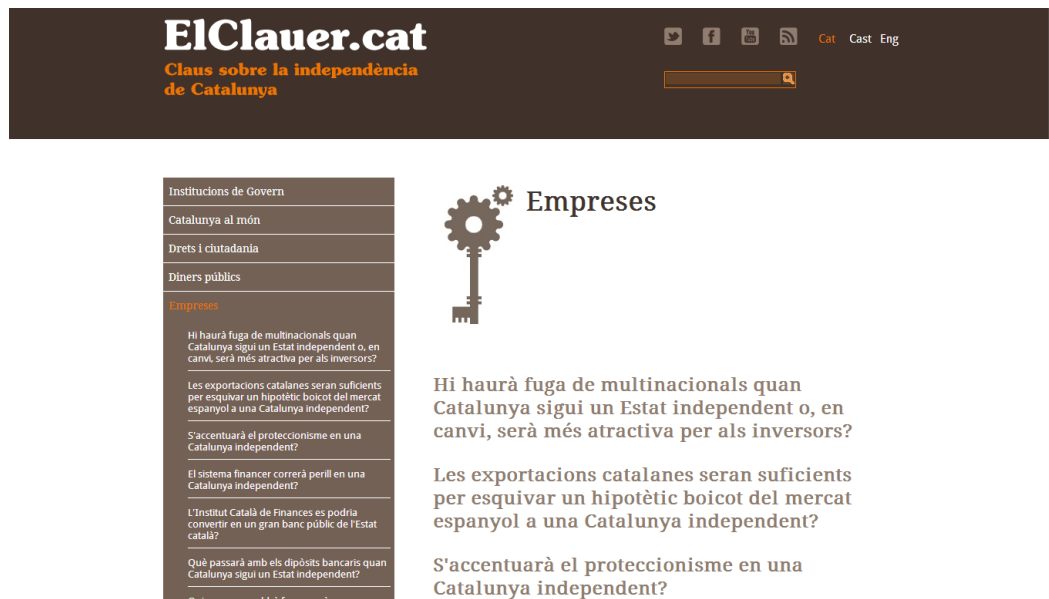 ElClauer.cat
Claus sobre la independència
de Catalunya
Cat Cast Eng
Institucions de Govern
Catalunya al món
Drets i ciutadania
Diners públics
Empreses
Hi haurà fuga de multinacionals quan
Catalunya sigui un Estat independent o, en
canvi, serà més atractiva per als inversors?
Les exportacions catalanes seran suficients
per esquivar un hipotètic boicot del mercat
espanyol a una Catalunya independent?
S'accentuarà el proteccionisme en una
Catalunya independent?
El sistema financer correrà perill en una
Catalunya independent?
L'Institut Català de Finances es podria
convertir en un gran banc públic de l'Estat
català?
Què passarà amb els dipòsits bancaris quan
Catalunya sigui un Estat independent?
Empreses
Hi haurà fuga de multinacionals quan
Catalunya sigui un Estat independent o, en
canvi, serà més atractiva per als inversors?
Les exportacions catalanes seran suficients
per esquivar un hipotètic boicot del mercat
espanyol a una Catalunya independent?
S'accentuarà el proteccionisme en una
Catalunya independent?